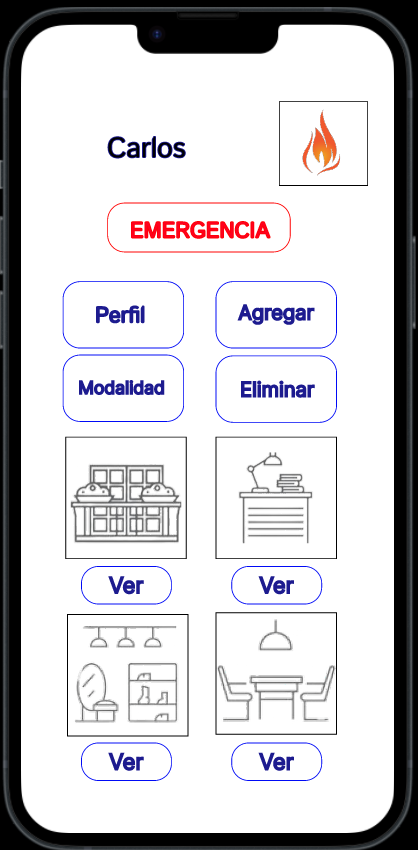 Carlos
EMERGENCIA
Perfil
Agregar
Modalidad
Eliminar
Ver
Ver
Ver
Ver